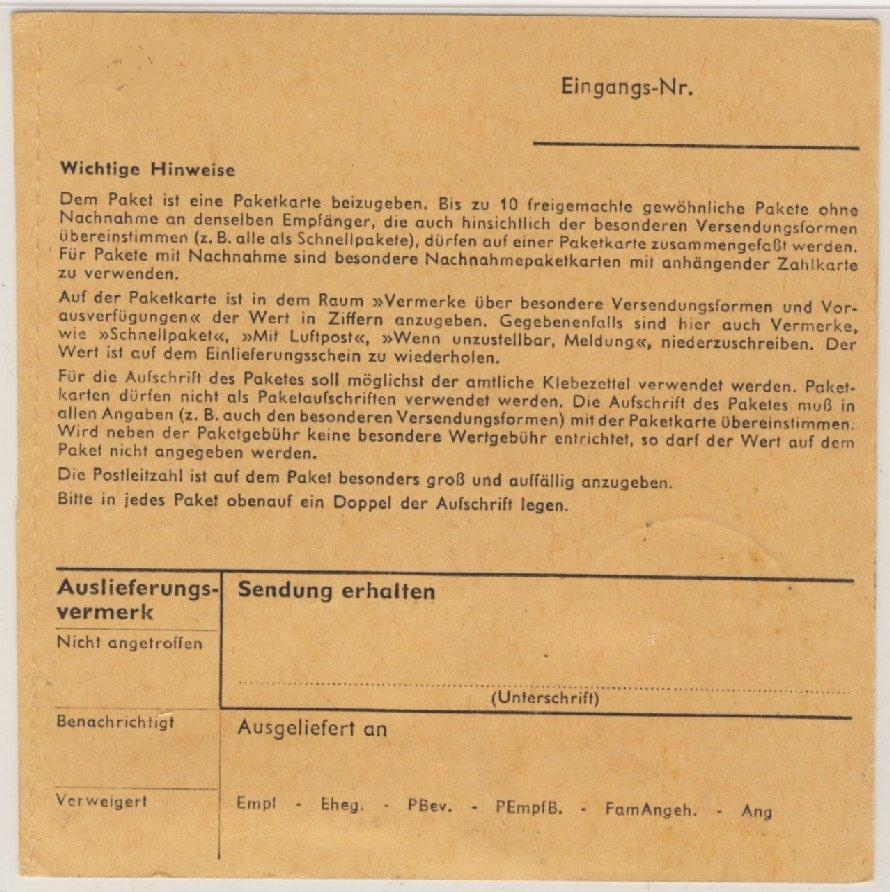 Eingangs-Nr.
Wichtige Hinweise
Dem Paket ist eine Paketkarte beizugeben. Bis zu 10 freigemachte gewöhnliche Pakete ohne
Nachnahme an denselben Empfänger, die auch hinsichtlich der besonderen Versendungsformen
übereinstimmen (z. B. alle als Schnellpakete), dürfen auf einer Paketkarte zusammengefaßt werden.
Für Pakete mit Nachnahme sind besondere Nachnahmepaketkarten mit anhängender Zahlkarte
zu verwenden.
Auf der Paketkarte ist in dem Raum »Vermerke über besondere Versendungsformen und Vor-
ausverfügungen« der Wert in Ziffern anzugeben. Gegebenenfalls sind hier auch Vermerke,
wie »Schnellpaket«, »Mit Luftpost«, »Wenn unzustellbar, Meldung«, niederzuschreiben. Der
Wert ist auf dem Einlieferungsschein zu wiederholen.
Für die Aufschrift des Paketes soll möglichst der amtliche Klebezettel verwendet werden. Paket-
karten dürfen nicht als Paketaufschriften verwendet werden. Die Aufschrift des Paketes muß in
allen Angaben (z. B. auch den besonderen Versendungsformen) mit der Paketkarte übereinstimmen.
Wird neben der Paketgebühr keine besondere Wertgebühr entrichtet, so darf der Wert auf dem
Paket nicht angegeben werden.
Die Postleitzahl ist auf dem Paket besonders groß und auffällig anzugeben.
Bitte in jedes Paket obenauf ein Doppel der Aufschrift legen.
Auslieferungs-
vermerk
Sendung erhalten
Nicht angetroffen
(Unterschrift)
Benachrichtigt
Ausgeliefert an
Verweigert
Empf - Eheg. - PBev. - PEmpfB. - FamAngeh. - Ang